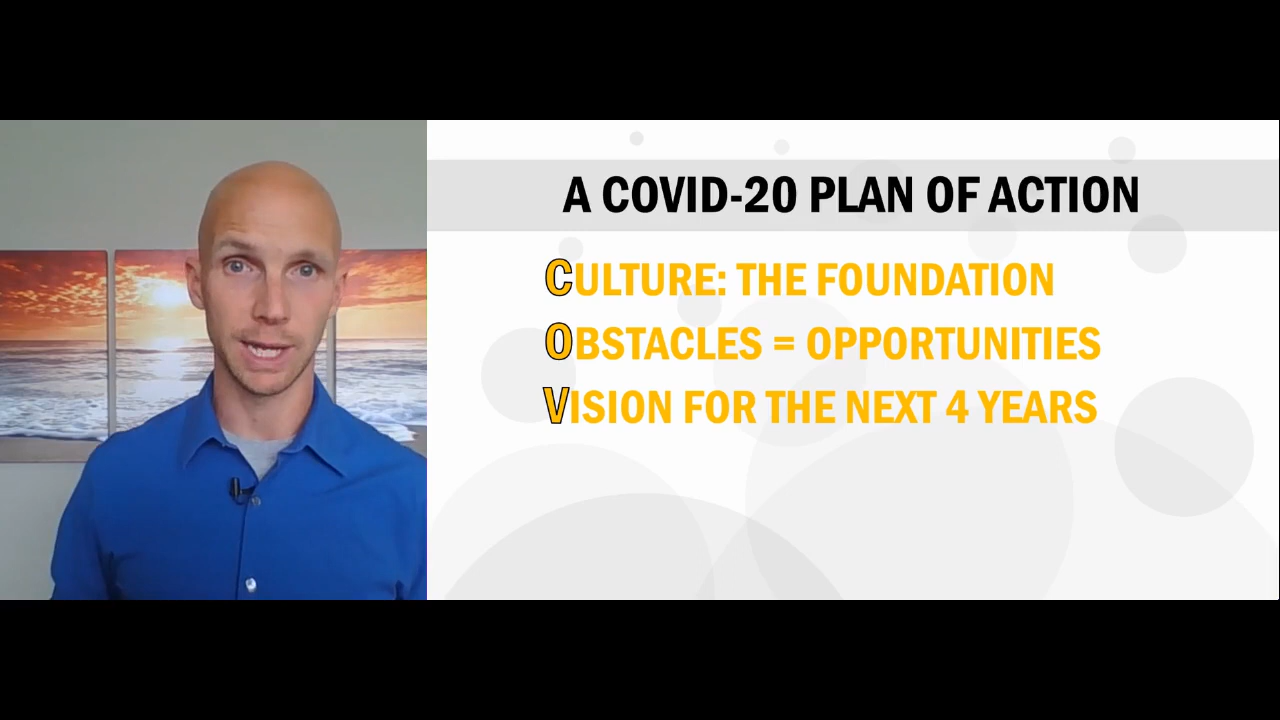 A COVID-20 PLAN OF ACTION
CULTURE: THE FOUNDATION
OBSTACLES = OPPORTUNITIES
VISION FOR THE NEXT 4 YEARS